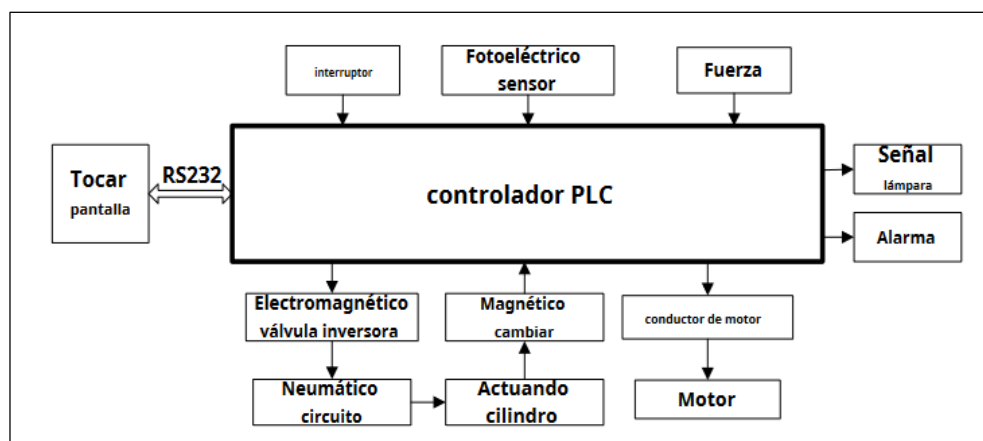 interruptor
Fotoeléctrico
sensor
Fuerza
Tocar
pantalla
RS232
controlador PLC
Señal
lámpara
Alarma
Electromagnético
válvula inversora
Magnético
cambiar
conductor de motor
Neumático
circuito
Actuando
cilindro
Motor